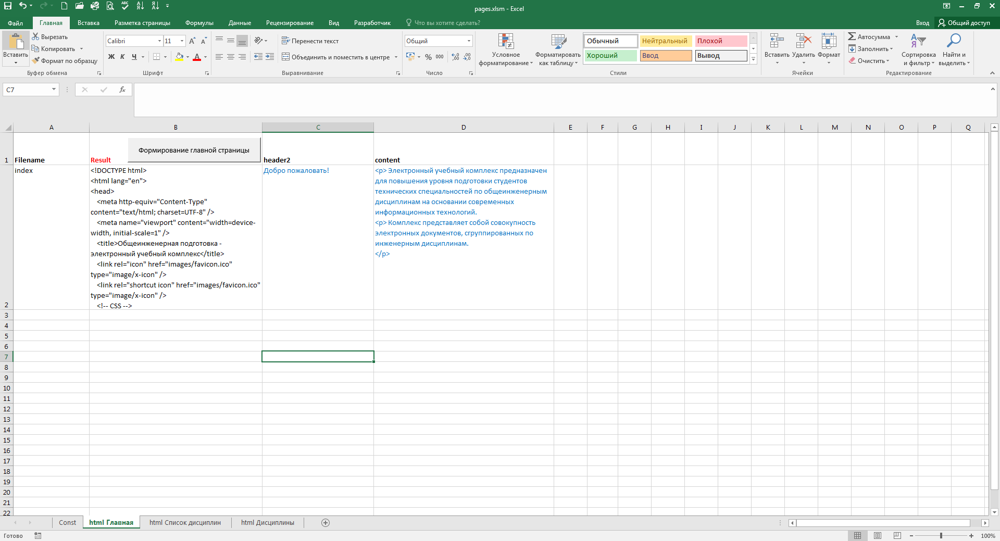 pages.xlsm - Excel
Файл Главная Вставка Разметка страницы Формулы Данные Рецензирование Вид Разработчик Что вы хотите сделать? Вход Общий доступ
Вставить
Вырезать
Копировать
Формат по образцу
Буфер обмена
Calibri 11
Ж К Ч
Шрифт
Перенести текст
Объединить и поместить в центре
Выравнивание
Общий
% 000
Число
Условное форматирование
Форматировать как таблицу
Обычный Нейтральный Плохой
Хороший Ввод Вывод
Стили
Вставить Удалить Формат
Ячейки
Автосумма
Заполнить
Очистить
Сортировка и фильтр
Найти и выделить
Редактирование
C7
fx
A B C D E F G H I J K L M N O P Q
1 Filename Result Формирование главной страницы header2 content
2 index
<!DOCTYPE html>
<html lang="en">
<head>
<meta http-equiv="Content-Type"
content="text/html; charset=UTF-8" />
<meta name="viewport" content="width=device-
width, initial-scale=1" />
<title>Общеинженерная подготовка -
электронный учебный комплекс</title>
<link rel="icon" href="images/favicon.ico"
type="image/x-icon" />
<link rel="shortcut icon" href="images/favicon.ico"
type="image/x-icon" />
<!-- CSS -->
Добро пожаловать!
<p> Электронный учебный комплекс предназначен
для повышения уровня подготовки студентов
технических специальностей по общеинженерным
дисциплинам на основании современных
информационных технологий.
<p> Комплекс представляет собой совокупность
электронных документов, сгруппированных по
инженерным дисциплинам.
</p>
3
4
5
6
7
8
9
10
11
12
13
14
15
16
17
18
19
20
21
22
Const html Главная html Список дисциплин html Дисциплины
Готово 100%